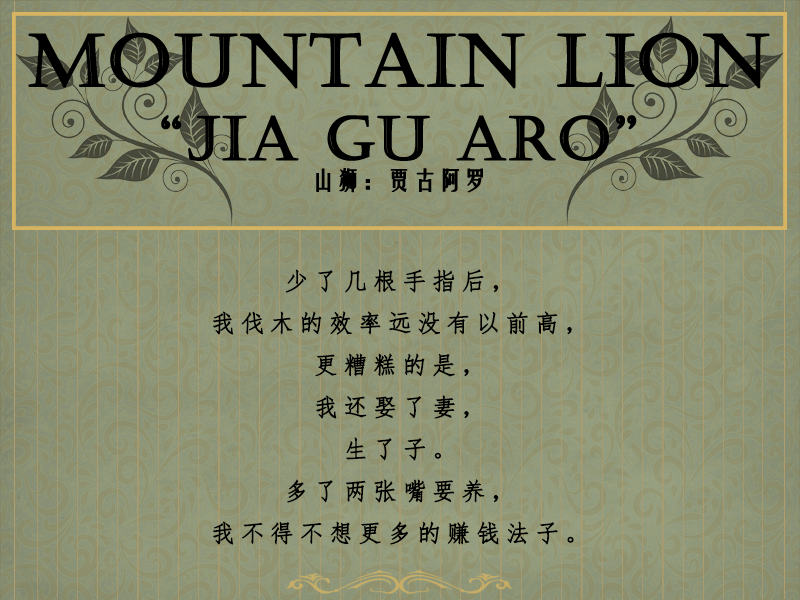 MOUNTAIN LION
“JIA GU ARO”
山狮：贾古阿罗
少了几根手指后，
我伐木的效率远没有以前高，
更糟糕的是，
我还娶了妻，
生了子。
多了两张嘴要养，
我不得不想更多的赚钱法子。